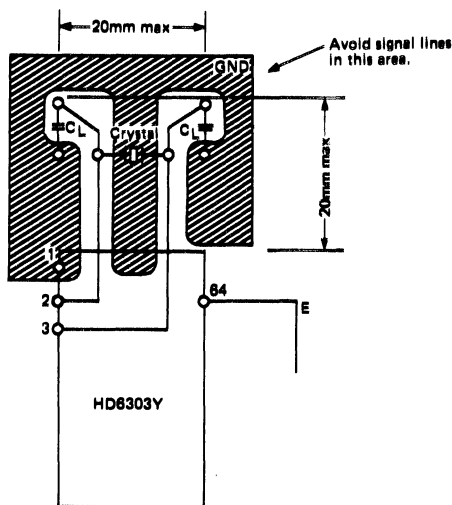 20mm max
GND
Avoid signal lines
in this area.
CL
Crystal
CL
20mm max
1
2
64
E
3
HD6303Y